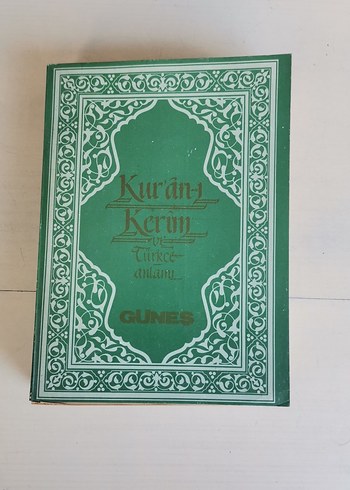 Kur'ân-ı
Kerîm
ve
Türkçe
anlamı
GÜNEŞ